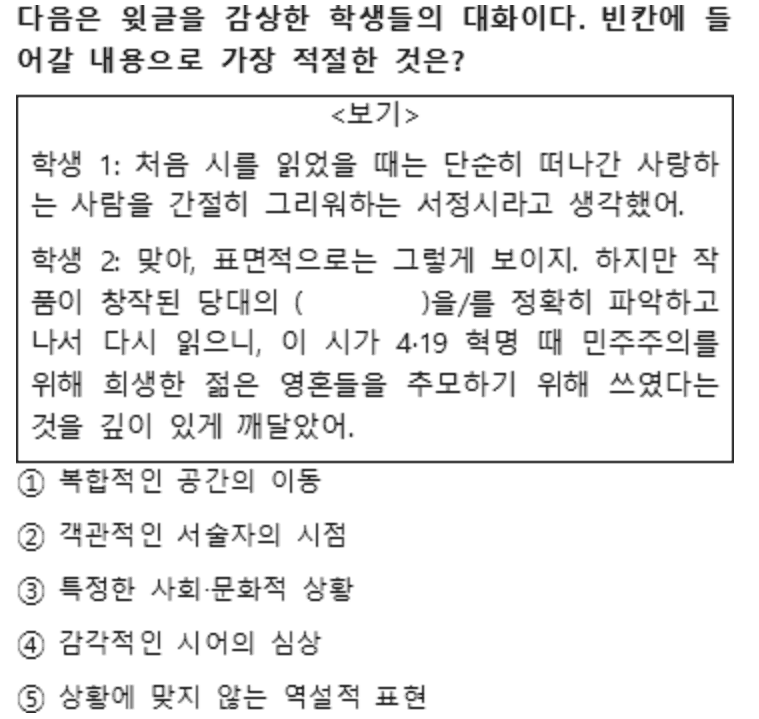 다음은 윗글을 감상한 학생들의 대화이다. 빈칸에 들
어갈 내용으로 가장 적절한 것은?
<보기>
학생 1: 처음 시를 읽었을 때는 단순히 떠나간 사랑하
는 사람을 간절히 그리워하는 서정시라고 생각했어.
학생 2: 맞아, 표면적으로는 그렇게 보이지. 하지만 작
품이 창작된 당대의 (          )을/를 정확히 파악하고
나서 다시 읽으니, 이 시가 4·19 혁명 때 민주주의를
위해 희생한 젊은 영혼들을 추모하기 위해 쓰였다는
것을 깊이 있게 깨달았어.
① 복합적인 공간의 이동
② 객관적인 서술자의 시점
③ 특정한 사회·문화적 상황
④ 감각적인 시어의 심상
⑤ 상황에 맞지 않는 역설적 표현